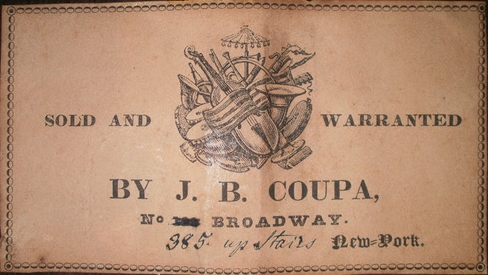 SOLD AND WARRANTED
BY J. B. COUPA,
No BROADWAY.
385 up Stairs New-York.